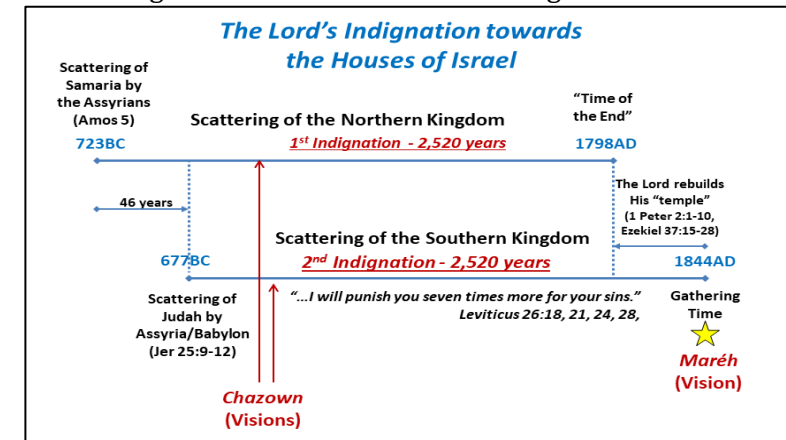 The Lord's Indignation towards
the Houses of Israel
Scattering of
Samaria by
the Assyrians
(Amos 5)
723BC
Scattering of the Northern Kingdom
1st Indignation - 2,520 years
"Time of
the End"
1798AD
46 years
The Lord rebuilds
His "temple"
(1 Peter 2:1-10,
Ezekiel 37:15-28)
677BC
Scattering of the Southern Kingdom
2nd Indignation - 2,520 years
1844AD
Scattering of
Judah by
Assyria/Babylon
(Jer 25:9-12)
"...I will punish you seven times more for your sins."
Leviticus 26:18, 21, 24, 28,
Gathering
Time
Maréh
(Vision)
Chazown
(Visions)